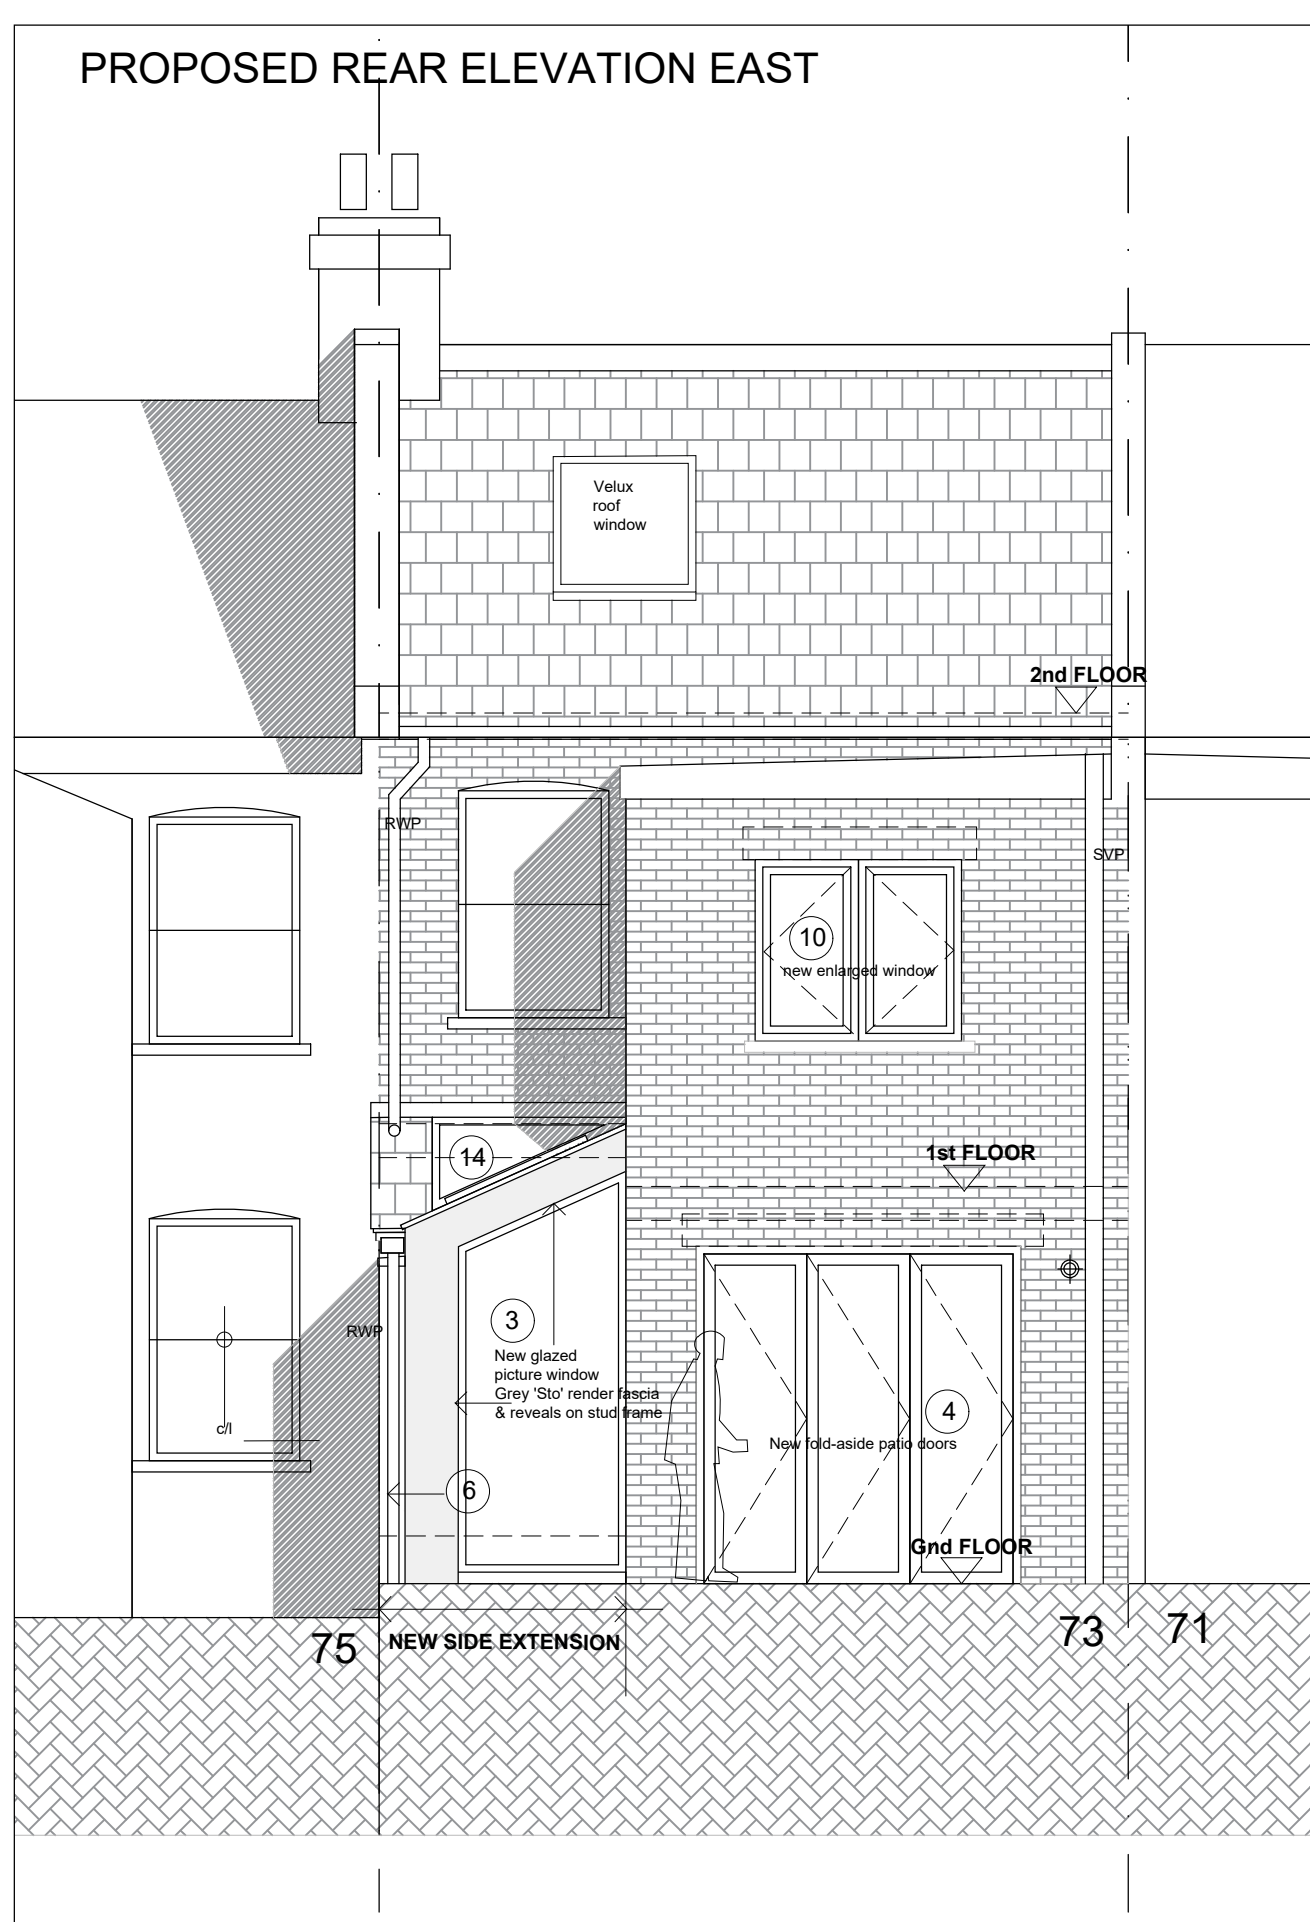 PROPOSED REAR ELEVATION EAST
Velux
roof
window
2nd FLOOR
RWP
SVP
10
new enlarged window
14
1st FLOOR
3
RWP
New glazed
picture window
Grey 'Sto' render fascia
& reveals on stud frame
4
New fold-aside patio doors
c/l
6
Gnd FLOOR
75
NEW SIDE EXTENSION
73
71